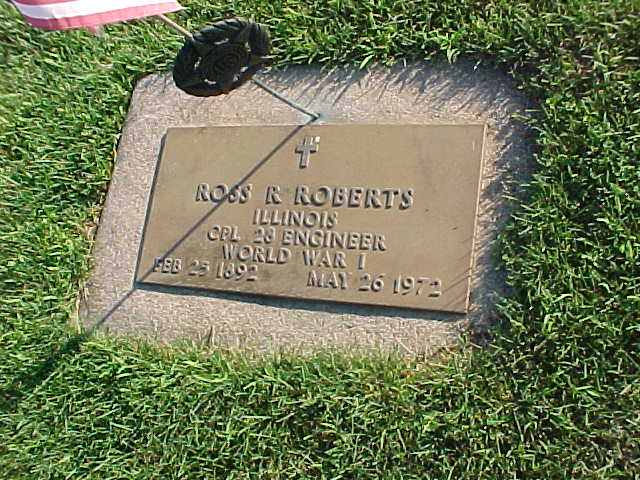 ROSS R ROBERTS
ILLINOIS
CPL 28 ENGINEER
WORLD WAR I
FEB 25 1892 MAY 26 1972